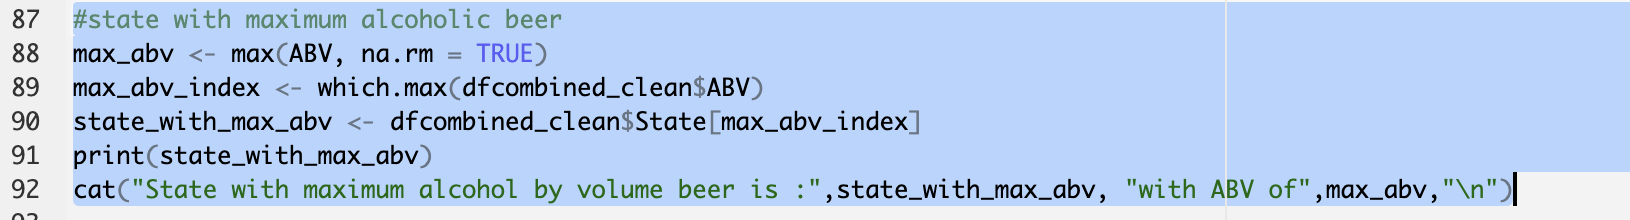 87 #state with maximum alcoholic beer
88 max_abv <- max(ABV, na.rm = TRUE)
89 max_abv_index <- which.max(dfcombined_clean$ABV)
90 state_with_max_abv <- dfcombined_clean$State[max_abv_index]
91 print(state_with_max_abv)
92 cat("State with maximum alcohol by volume beer is :",state_with_max_abv, "with ABV of",max_abv,"\n")